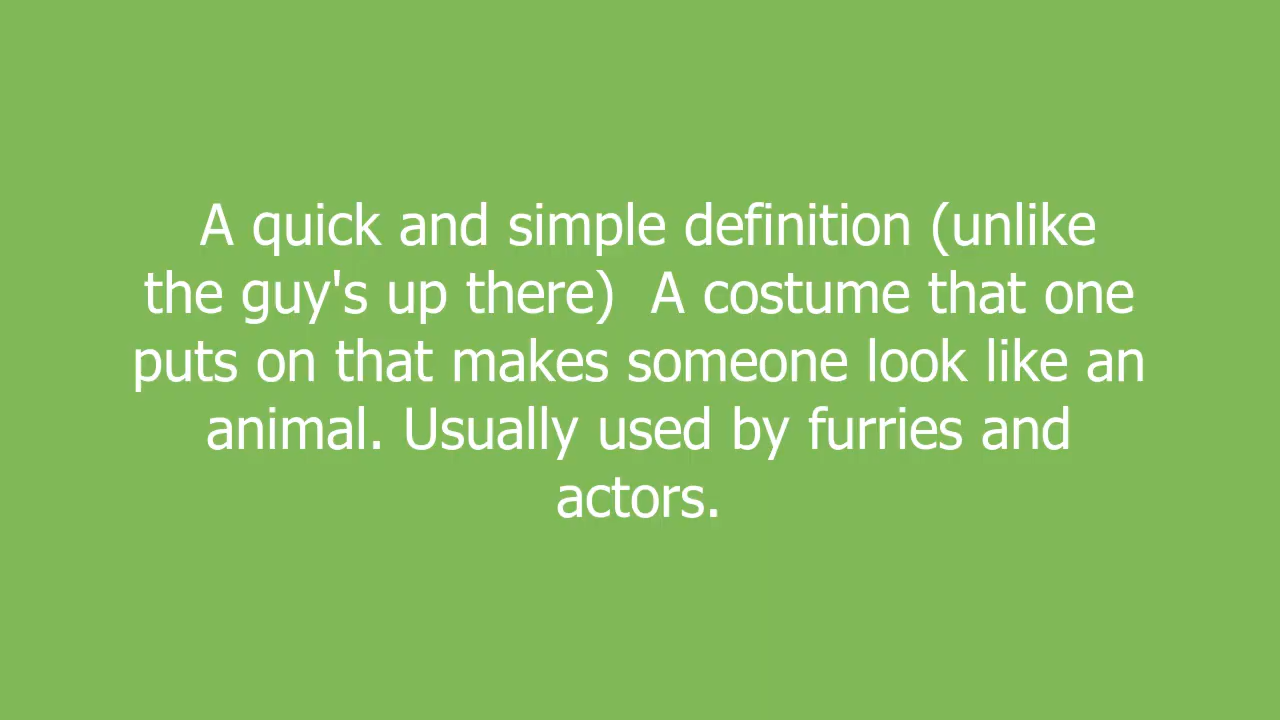 A quick and simple definition (unlike
the guy's up there)  A costume that one
puts on that makes someone look like an
animal. Usually used by furries and
actors.